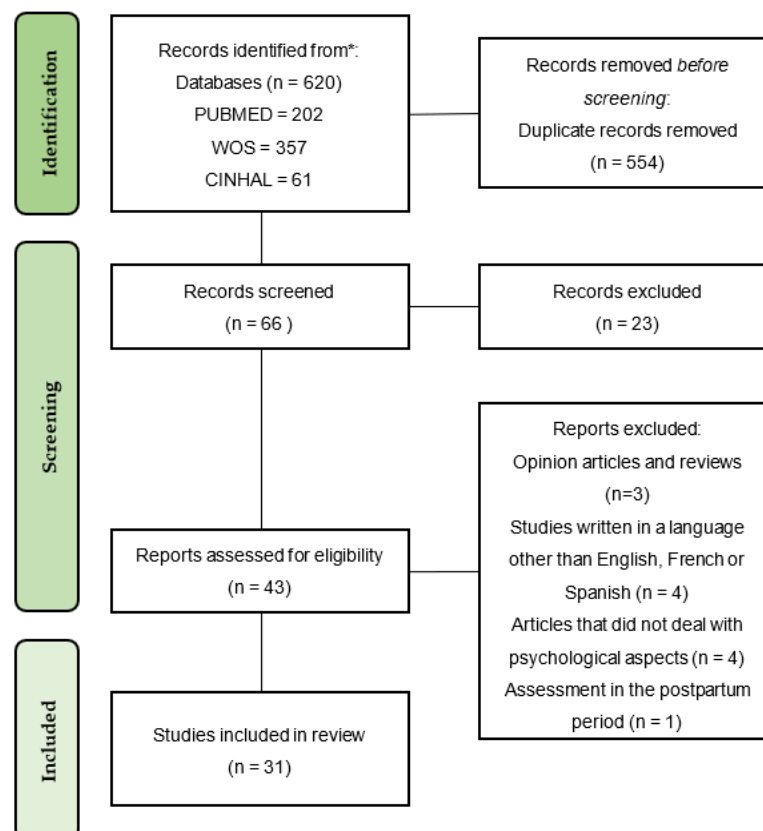 Identification
Records identified from*:
Databases (n = 620)
PUBMED = 202
WOS = 357
CINHAL = 61
Records removed before
screening:
Duplicate records removed
(n = 554)
Screening
Records screened
(n = 66 )
Records excluded
(n = 23)
Reports assessed for eligibility
(n = 43)
Reports excluded:
Opinion articles and reviews
(n=3)
Studies written in a language
other than English, French or
Spanish (n = 4)
Articles that did not deal with
psychological aspects (n = 4)
Assessment in the postpartum
period (n = 1)
Included
Studies included in review
(n = 31)